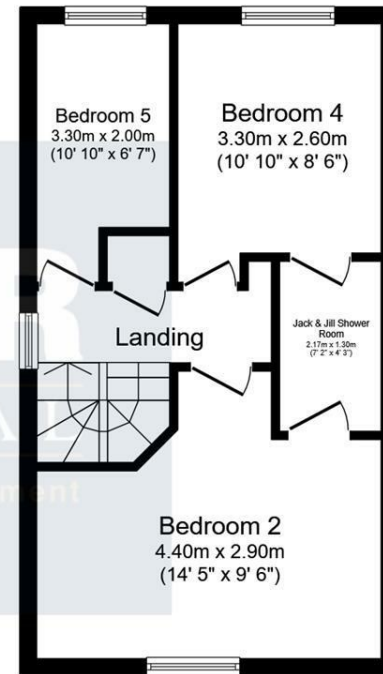 Bedroom 5
3.30m x 2.00m
(10' 10" x 6' 7")
Bedroom 4
3.30m x 2.60m
(10' 10" x 8' 6")
Landing
Jack & Jill Shower
Room
2.17m x 1.30m
(7' 2" x 4' 3")
Bedroom 2
4.40m x 2.90m
(14' 5" x 9' 6")